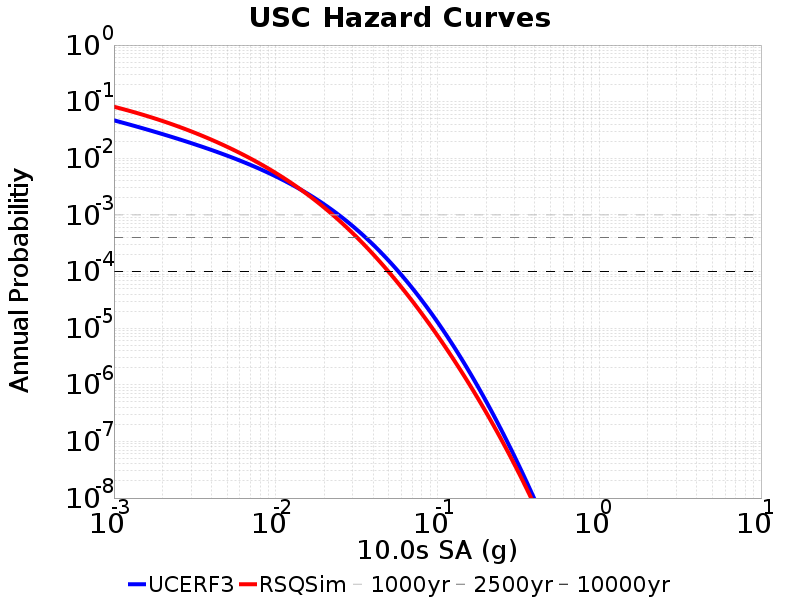 USC Hazard Curves
Annual Probabilitiy
10^0
10^-1
10^-2
10^-3
10^-4
10^-5
10^-6
10^-7
10^-8
10^-3 10^-2 10^-1 10^0 10^1
10.0s SA (g)
UCERF3 RSQSim 1000yr 2500yr 10000yr